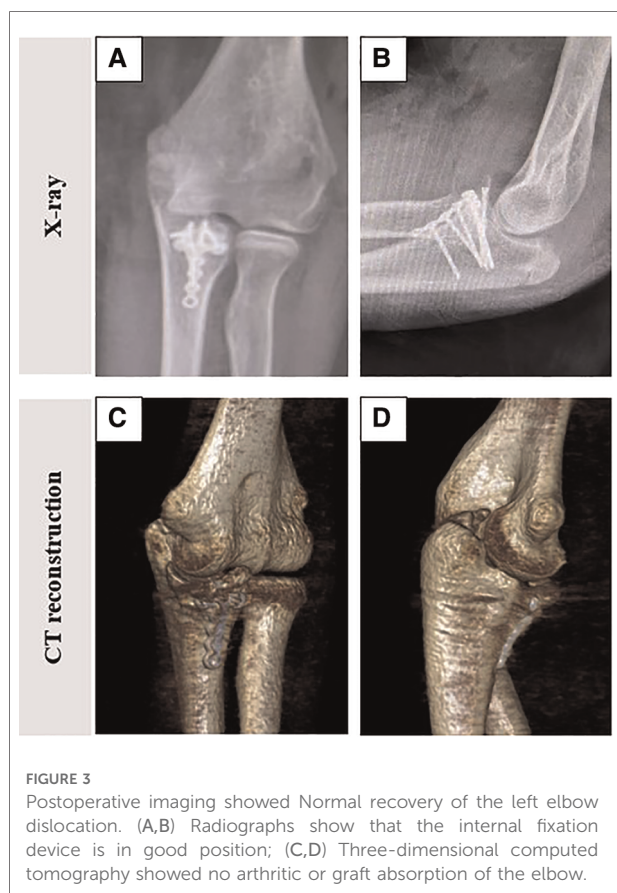 A
B
X-ray
C
D
CT reconstruction
FIGURE 3
Postoperative imaging showed Normal recovery of the left elbow
dislocation. (A,B) Radiographs show that the internal fixation
device is in good position; (C,D) Three-dimensional computed
tomography showed no arthritic or graft absorption of the elbow.